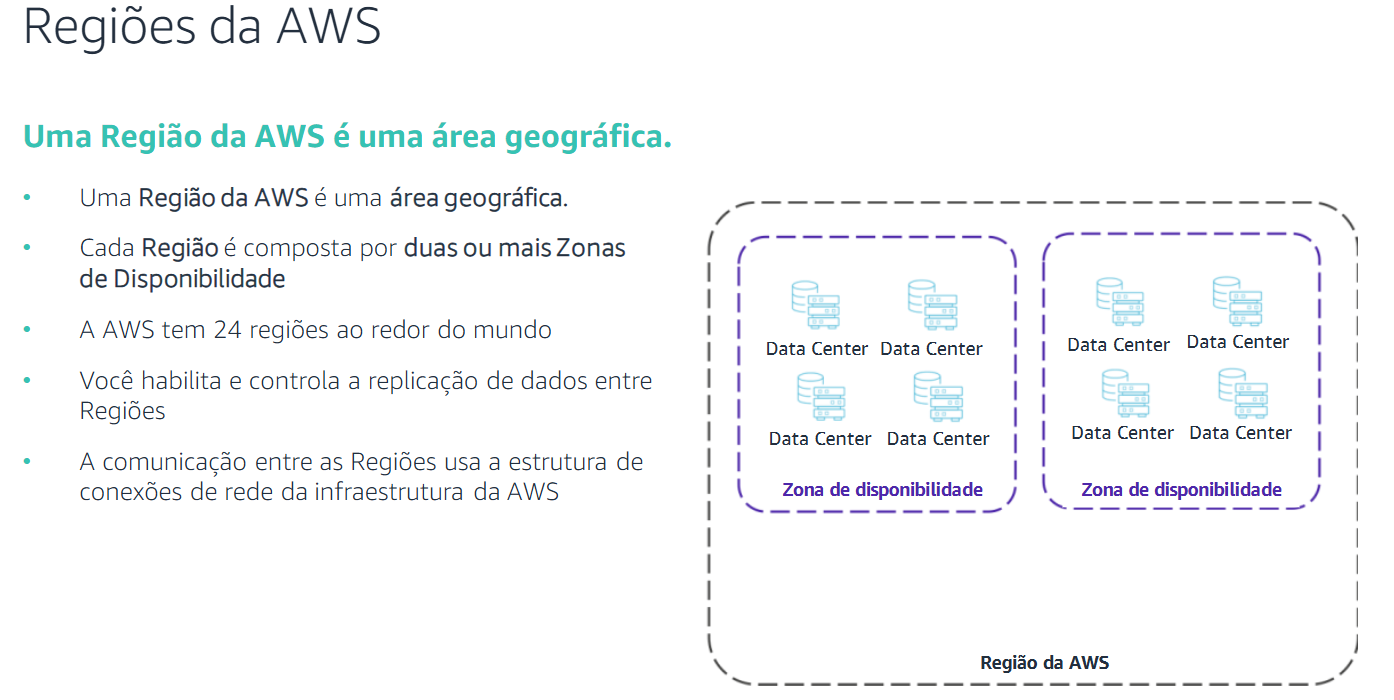 Regiões da AWS
Uma Região da AWS é uma área geográfica.
• Uma Região da AWS é uma área geográfica.
• Cada Região é composta por duas ou mais Zonas
de Disponibilidade
• A AWS tem 24 regiões ao redor do mundo
• Você habilita e controla a replicação de dados entre
Regiões
• A comunicação entre as Regiões usa a estrutura de
conexões de rede da infraestrutura da AWS
Data Center Data Center
Data Center Data Center
Zona de disponibilidade
Data Center Data Center
Data Center Data Center
Zona de disponibilidade
Região da AWS